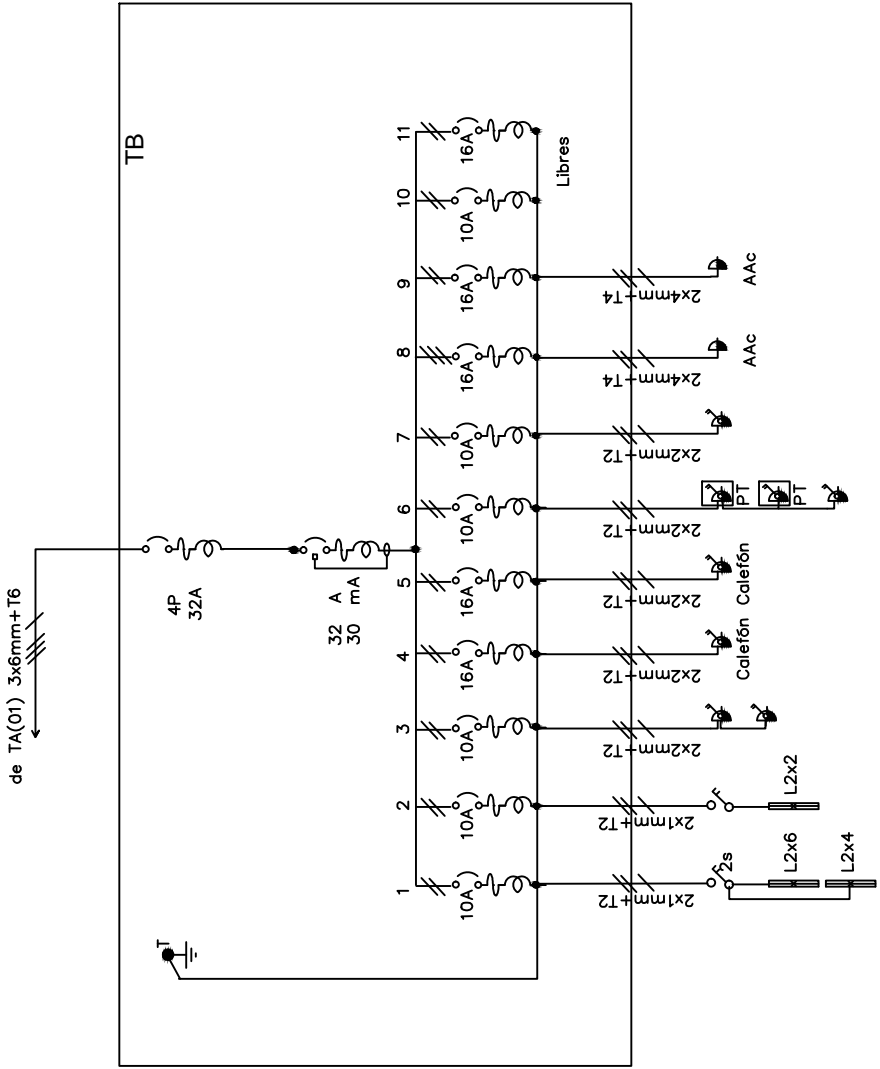 TB
de TA(01) 3x6mm+T6
4P
32A
32 A
30 mA
T
1
2
3
4
5
6
7
8
9
10
11
10A
10A
10A
16A
16A
10A
10A
16A
16A
10A
16A
Libres
2x1mm+T2
2x1mm+T2
2x2mm+T2
2x2mm+T2
2x2mm+T2
2x2mm+T2
2x2mm+T2
2x4mm+T4
2x4mm+T4
2s
L2x6
L2x4
L2x2
Calefón
Calefón
PT
PT
AAc
AAc